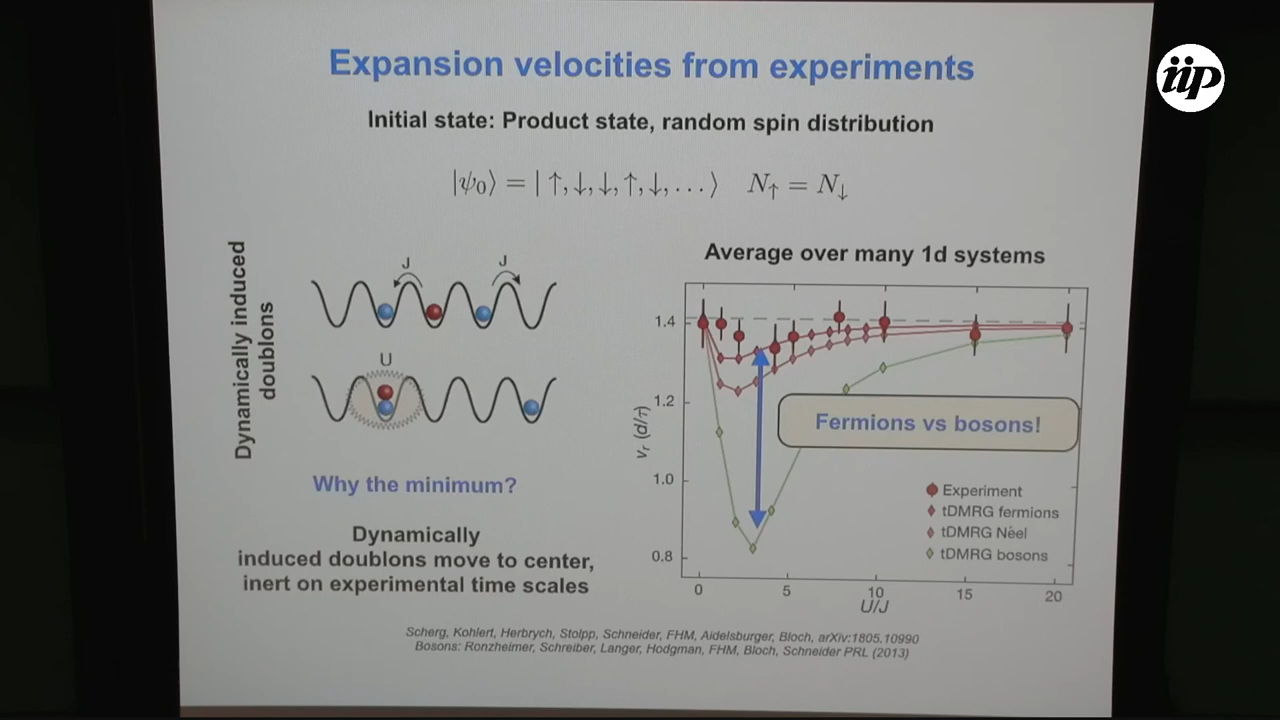 iip
Expansion velocities from experiments
Initial state: Product state, random spin distribution
|ψ₀⟩ = | ↑, ↓, ↓, ↑, ↓, . . . ⟩ N↑ = N↓
Dynamically induced
doublons
J J
U
Why the minimum?
Dynamically
induced doublons move to center,
inert on experimental time scales
Average over many 1d systems
1.4
1.2
1.0
0.8
vᵣ (d/τ)
Fermions vs bosons!
Experiment
tDMRG fermions
tDMRG Néel
tDMRG bosons
0 5 10 15 20
U/J
Scherg, Kohlert, Herbrych, Stolpp, Schneider, FHM, Aidelsburger, Bloch, arXiv:1805.10990
Bosons: Ronzheimer, Schreiber, Langer, Hodgman, FHM, Bloch, Schneider PRL (2013)